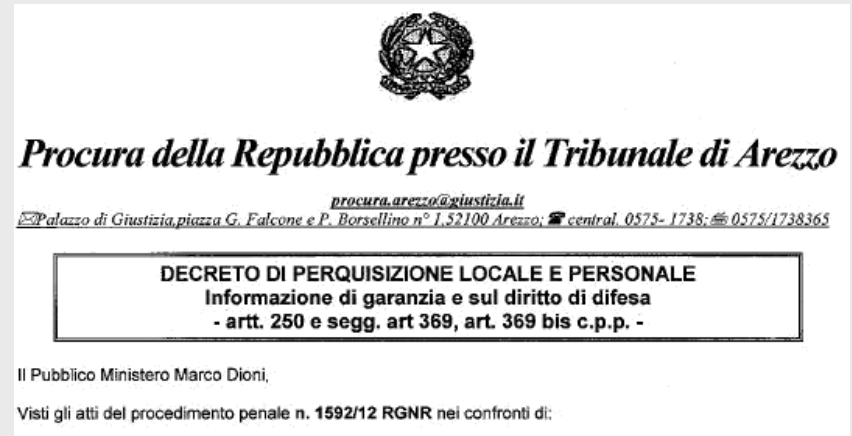 Procura della Repubblica presso il Tribunale di Arezzo
procura.arezzo@giustizia.it
Palazzo di Giustizia,piazza G. Falcone e P. Borsellino n° 1,52100 Arezzo; ☎ central. 0575- 1738; 0575/1738365
DECRETO DI PERQUISIZIONE LOCALE E PERSONALE
Informazione di garanzia e sul diritto di difesa
- artt. 250 e segg. art 369, art. 369 bis c.p.p. -
Il Pubblico Ministero Marco Dioni,
Visti gli atti del procedimento penale n. 1592/12 RGNR nei confronti di: